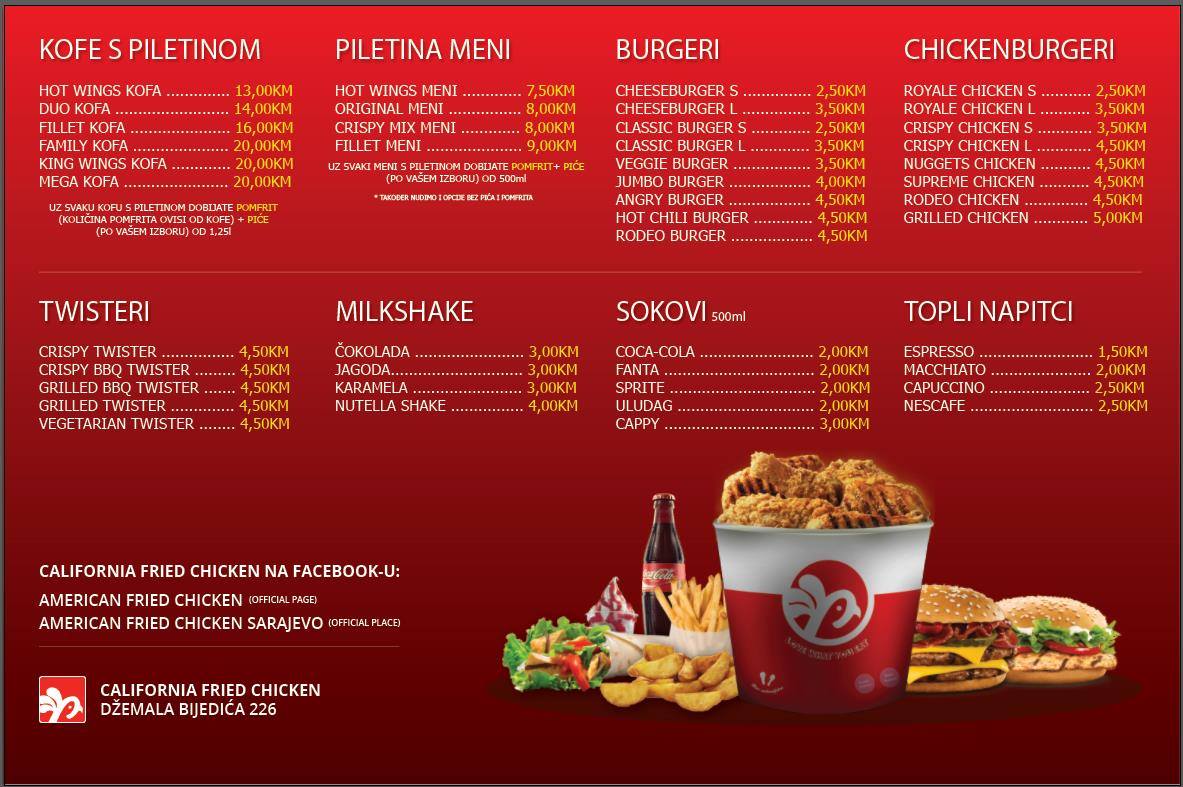 KOFE S PILETINOM
HOT WINGS KOFA .............. 13,00KM
DUO KOFA ......................... 14,00KM
FILLET KOFA ...................... 16,00KM
FAMILY KOFA ..................... 20,00KM
KING WINGS KOFA ............. 20,00KM
MEGA KOFA ....................... 20,00KM
UZ SVAKU KOFU S PILETINOM DOBIJATE POMFRIT
(KOLIČINA POMFRITA OVISI OD KOFE) + PIĆE
(PO VAŠEM IZBORU) OD 1,25l
PILETINA MENI
HOT WINGS MENI ............. 7,50KM
ORIGINAL MENI ................ 8,00KM
CRISPY MIX MENI ............. 8,00KM
FILLET MENI ..................... 9,00KM
UZ SVAKI MENI S PILETINOM DOBIJATE POMFRIT+ PIĆE
(PO VAŠEM IZBORU) OD 500ml
* TAKOĐER NUDIMO I OPCIJE BEZ PIĆA I POMFRITA
BURGERI
CHEESEBURGER S ............... 2,50KM
CHEESEBURGER L ............... 3,50KM
CLASSIC BURGER S ............. 2,50KM
CLASSIC BURGER L ............. 3,50KM
VEGGIE BURGER ................. 3,50KM
JUMBO BURGER .................. 4,00KM
ANGRY BURGER .................. 4,50KM
HOT CHILI BURGER ............. 4,50KM
RODEO BURGER .................. 4,50KM
CHICKENBURGERI
ROYALE CHICKEN S ........... 2,50KM
ROYALE CHICKEN L ........... 3,50KM
CRISPY CHICKEN S ............ 3,50KM
CRISPY CHICKEN L ............ 4,50KM
NUGGETS CHICKEN ........... 4,50KM
SUPREME CHICKEN ........... 4,50KM
RODEO CHICKEN ............... 4,50KM
GRILLED CHICKEN ............ 5,00KM
TWISTERI
CRISPY TWISTER ................ 4,50KM
CRISPY BBQ TWISTER ......... 4,50KM
GRILLED BBQ TWISTER ....... 4,50KM
GRILLED TWISTER .............. 4,50KM
VEGETARIAN TWISTER ........ 4,50KM
MILKSHAKE
ČOKOLADA ........................ 3,00KM
JAGODA............................. 3,00KM
KARAMELA ........................ 3,00KM
NUTELLA SHAKE ................ 4,00KM
SOKOVI 500ml
COCA-COLA ......................... 2,00KM
FANTA ................................. 2,00KM
SPRITE ................................. 2,00KM
ULUDAG .............................. 2,00KM
CAPPY ................................. 3,00KM
TOPLI NAPITCI
ESPRESSO ......................... 1,50KM
MACCHIATO ...................... 2,00KM
CAPUCCINO ....................... 2,50KM
NESCAFE ........................... 2,50KM
CALIFORNIA FRIED CHICKEN NA FACEBOOK-U:
AMERICAN FRIED CHICKEN (OFFICIAL PAGE)
AMERICAN FRIED CHICKEN SARAJEVO (OFFICIAL PLACE)
CALIFORNIA FRIED CHICKEN
DŽEMALA BIJEDIĆA 226
Coca-Cola
LOVE WHAT YOU EAT